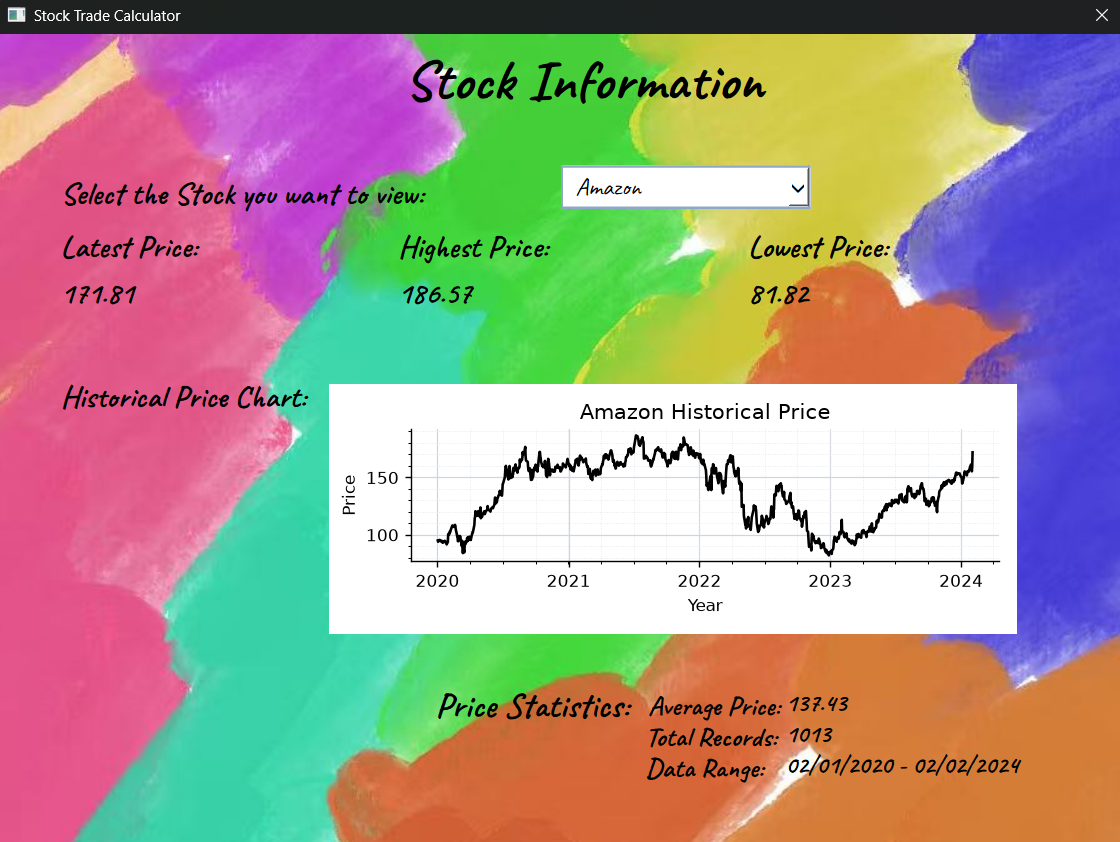 Stock Trade Calculator
Stock Information
Select the Stock you want to view:
Amazon
Latest Price:
Highest Price:
Lowest Price:
171.81
186.57
81.82
Historical Price Chart:
Amazon Historical Price
Price
150
100
2020
2021
2022
2023
2024
Year
Price Statistics:
Average Price: 137.43
Total Records: 1013
Data Range: 02/01/2020 - 02/02/2024